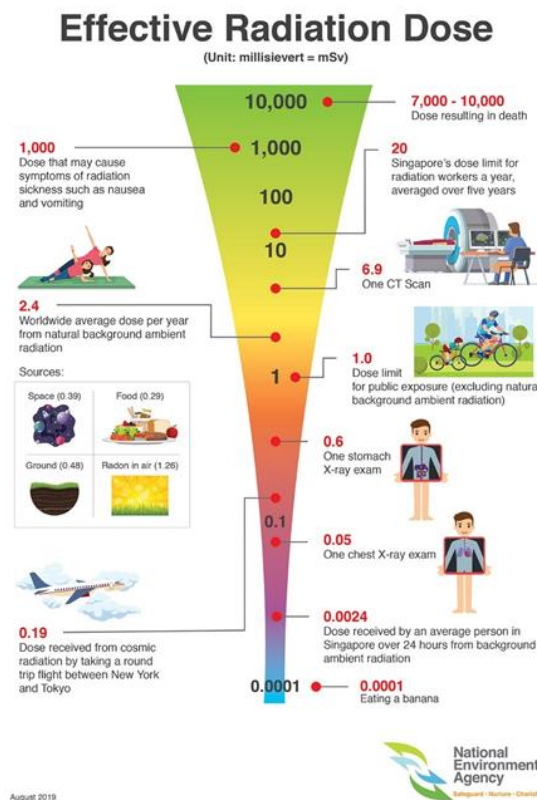 Effective Radiation Dose
(Unit: millisievert = mSv)
10,000
7,000 - 10,000
Dose resulting in death
1,000
Dose that may cause
symptoms of radiation
sickness such as nausea
and vomiting
1,000
20
Singapore's dose limit for
radiation workers a year,
averaged over five years
100
10
6.9
One CT Scan
2.4
Worldwide average dose per year
from natural background ambient
radiation
Sources:
Space (0.39)
Food (0.29)
Ground (0.48)
Radon in air (1.26)
1
1.0
Dose limit
for public exposure (excluding natura
background ambient radiation)
0.6
One stomach
X-ray exam
0.1
0.05
One chest X-ray exam
0.19
Dose received from cosmic
radiation by taking a round
trip flight between New York
and Tokyo
0.0024
Dose received by an average person in
Singapore over 24 hours from background
ambient radiation
0.0001
0.0001
Eating a banana
National
Environment
Agency
Safeguard · Nurture · Cherish
August 2019